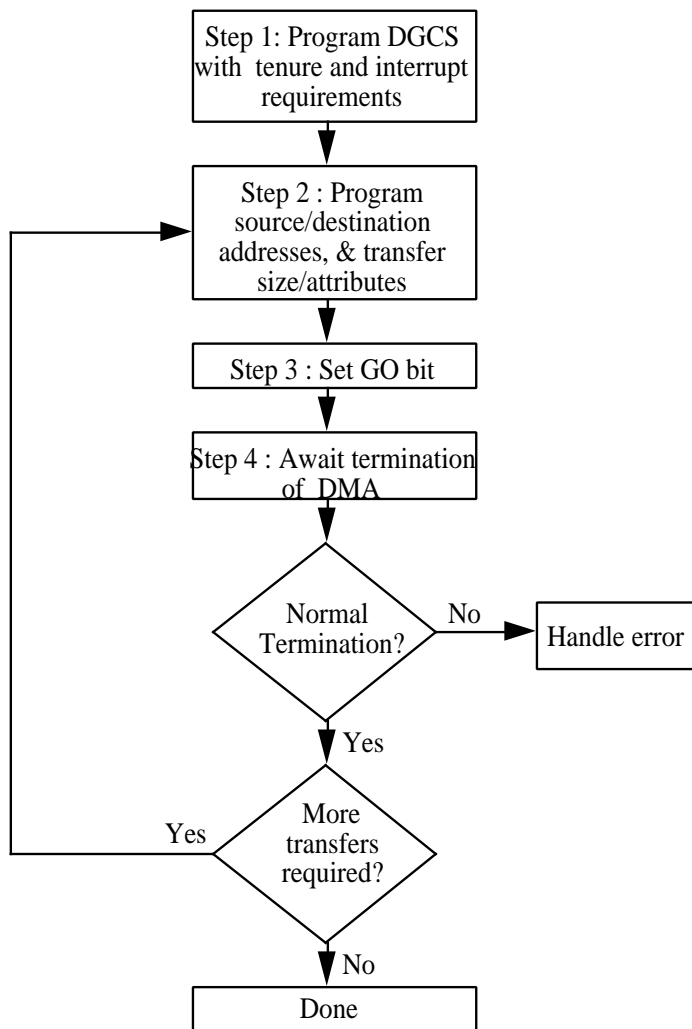 Step 1: Program DGCS
with tenure and interrupt
requirements
Step 2 : Program
source/destination
addresses, & transfer
size/attributes
Step 3 : Set GO bit
Step 4 : Await termination
of DMA
Normal
Termination?
No
Handle error
Yes
More
transfers
required?
Yes
No
Done